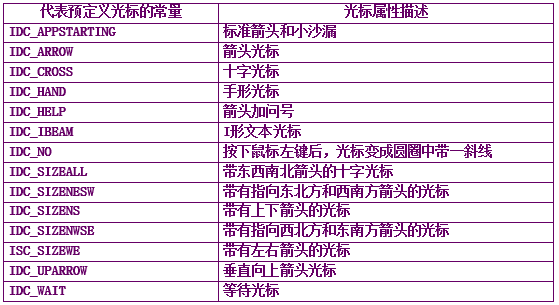 代表预定义光标的常量 光标属性描述
IDC_APPSTARTING 标准箭头和小沙漏
IDC_ARROW 箭头光标
IDC_CROSS 十字光标
IDC_HAND 手形光标
IDC_HELP 箭头加问号
IDC_IBEAM I形文本光标
IDC_NO 按下鼠标左键后，光标变成圆圈中带一斜线
IDC_SIZEALL 带东西南北箭头的十字光标
IDC_SIZENESW 带有指向东北方和西南方箭头的光标
IDC_SIZENS 带有上下箭头的光标
IDC_SIZENWSE 带有指向西北方和东南方箭头的光标
ISC_SIZEWE 带有左右箭头的光标
IDC_UPARROW 垂直向上箭头光标
IDC_WAIT 等待光标